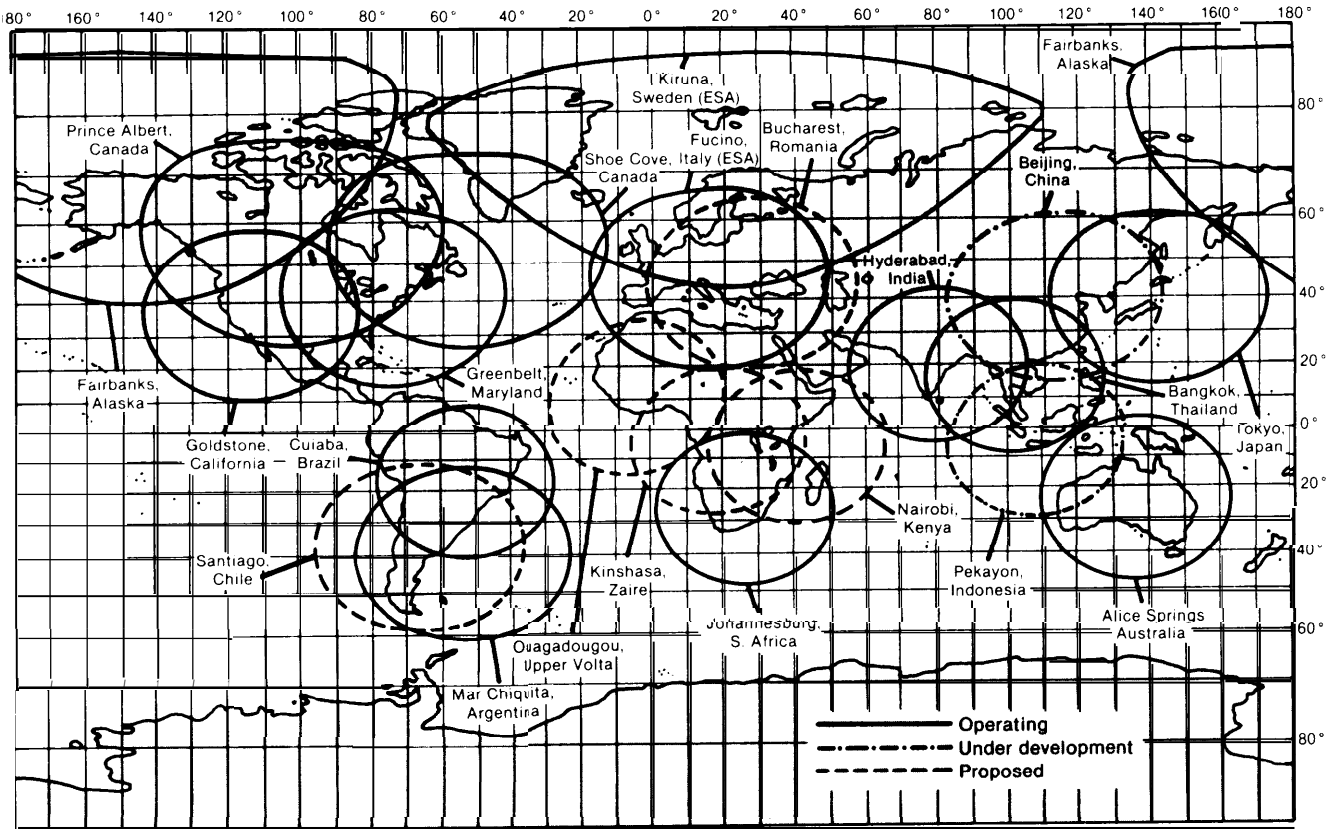 180° 160° 140° 120° 100° 80° 60° 40° 20° 0° 20° 40° 60° 80° 100° 120° 140° 160° 180°
Fairbanks,
Alaska
Kiruna,
Sweden (ESA)
80°
Prince Albert,
Canada
Fucino,
Italy (ESA)
Bucharest,
Romania
Shoe Cove,
Canada
Beijing,
China
60°
Hyderabad,
India
40°
20°
Fairbanks,
Alaska
Greenbelt,
Maryland
Bangkok,
Thailand
0°
Tokyo,
Japan
Goldstone,
California
Cuiaba,
Brazil
20°
Nairobi,
Kenya
40°
Santiago,
Chile
Kinshasa,
Zaire
Pekayon,
Indonesia
Johannesburg,
S. Africa
Alice Springs
Australia
60°
Ouagadougou,
Upper Volta
Mar Chiquita,
Argentina
Operating
Under development
80°
Proposed